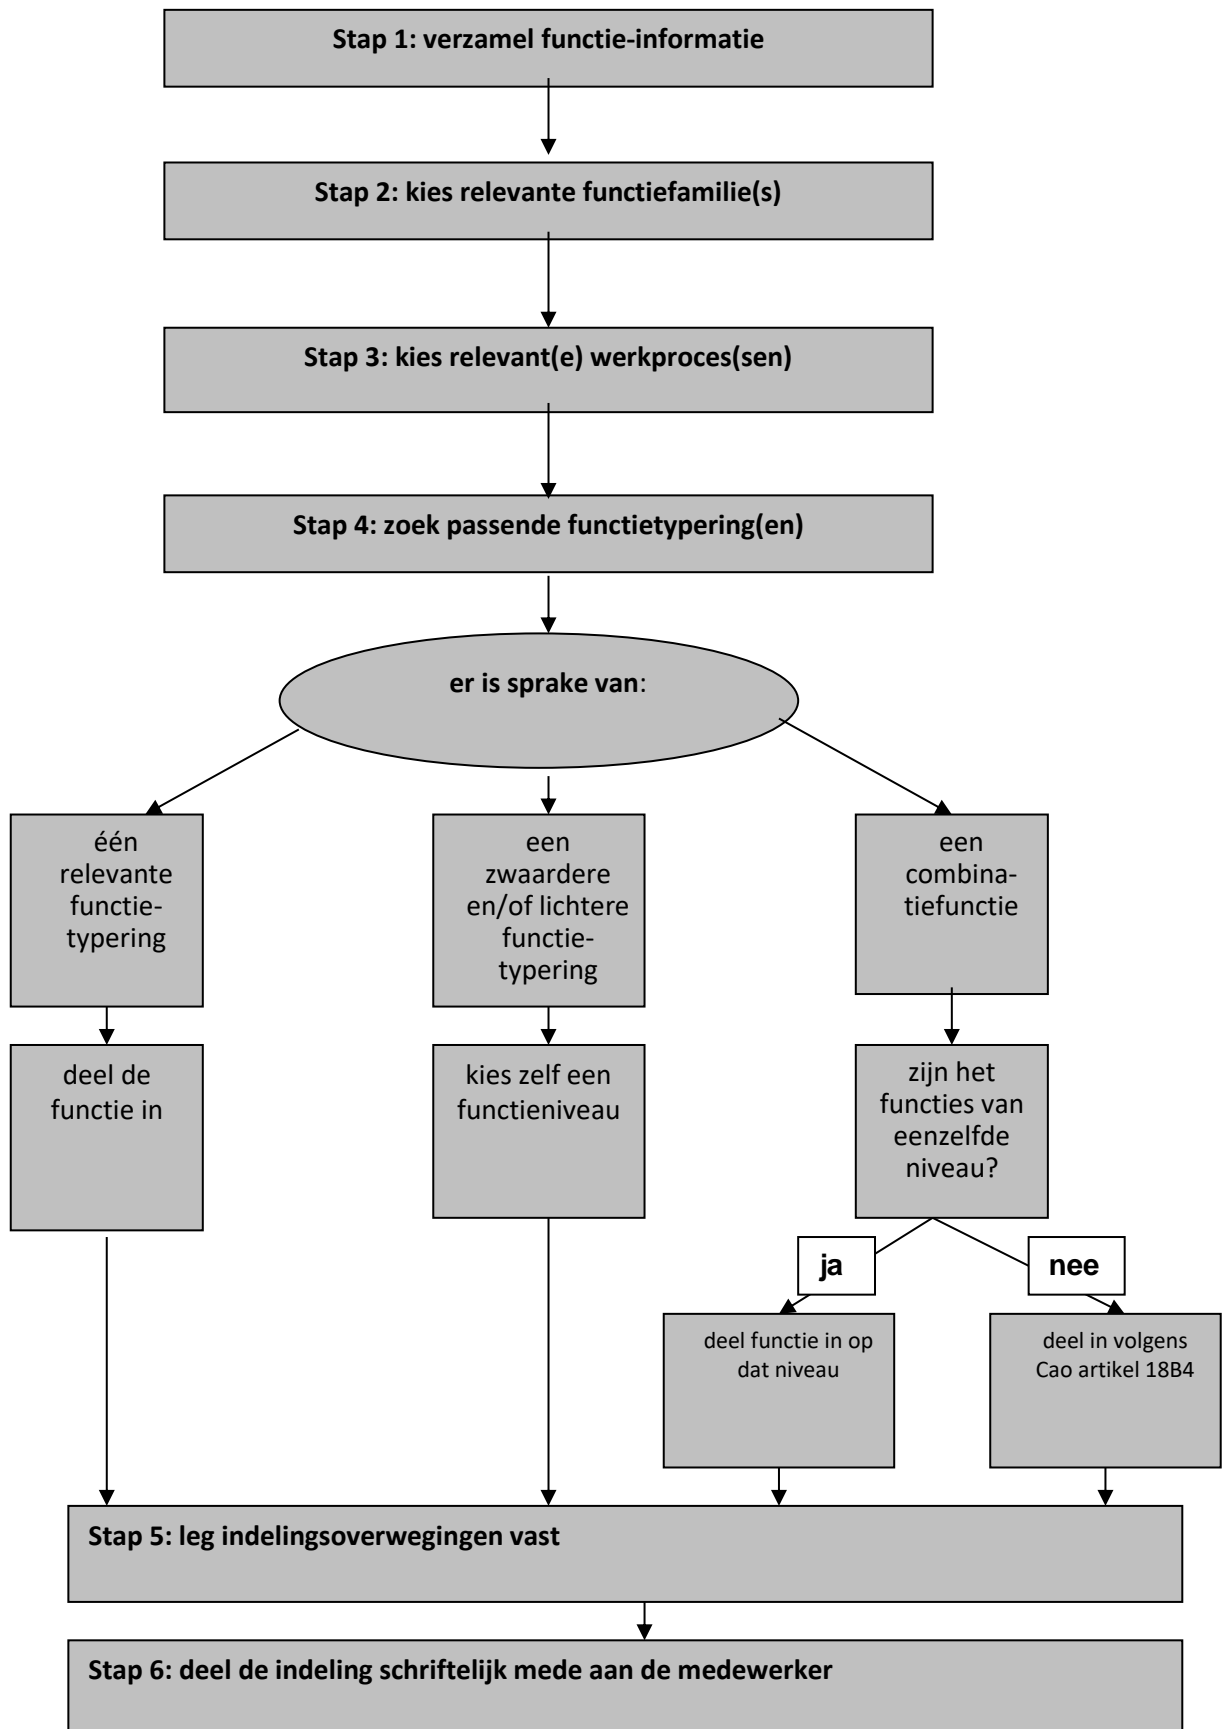 Stap 1: verzamel functie-informatie
Stap 2: kies relevante functiefamilie(s)
Stap 3: kies relevant(e) werkproces(sen)
Stap 4: zoek passende functietypering(en)
er is sprake van:
één
relevante
functie-
typering
een
zwaardere
en/of lichtere
functie-
typering
een
combina-
tiefunctie
deel de
functie in
kies zelf een
functieniveau
zijn het
functies van
eenzelfde
niveau?
ja
nee
deel functie in op
dat niveau
deel in volgens
Cao artikel 18B4
Stap 5: leg indelingsoverwegingen vast
Stap 6: deel de indeling schriftelijk mede aan de medewerker